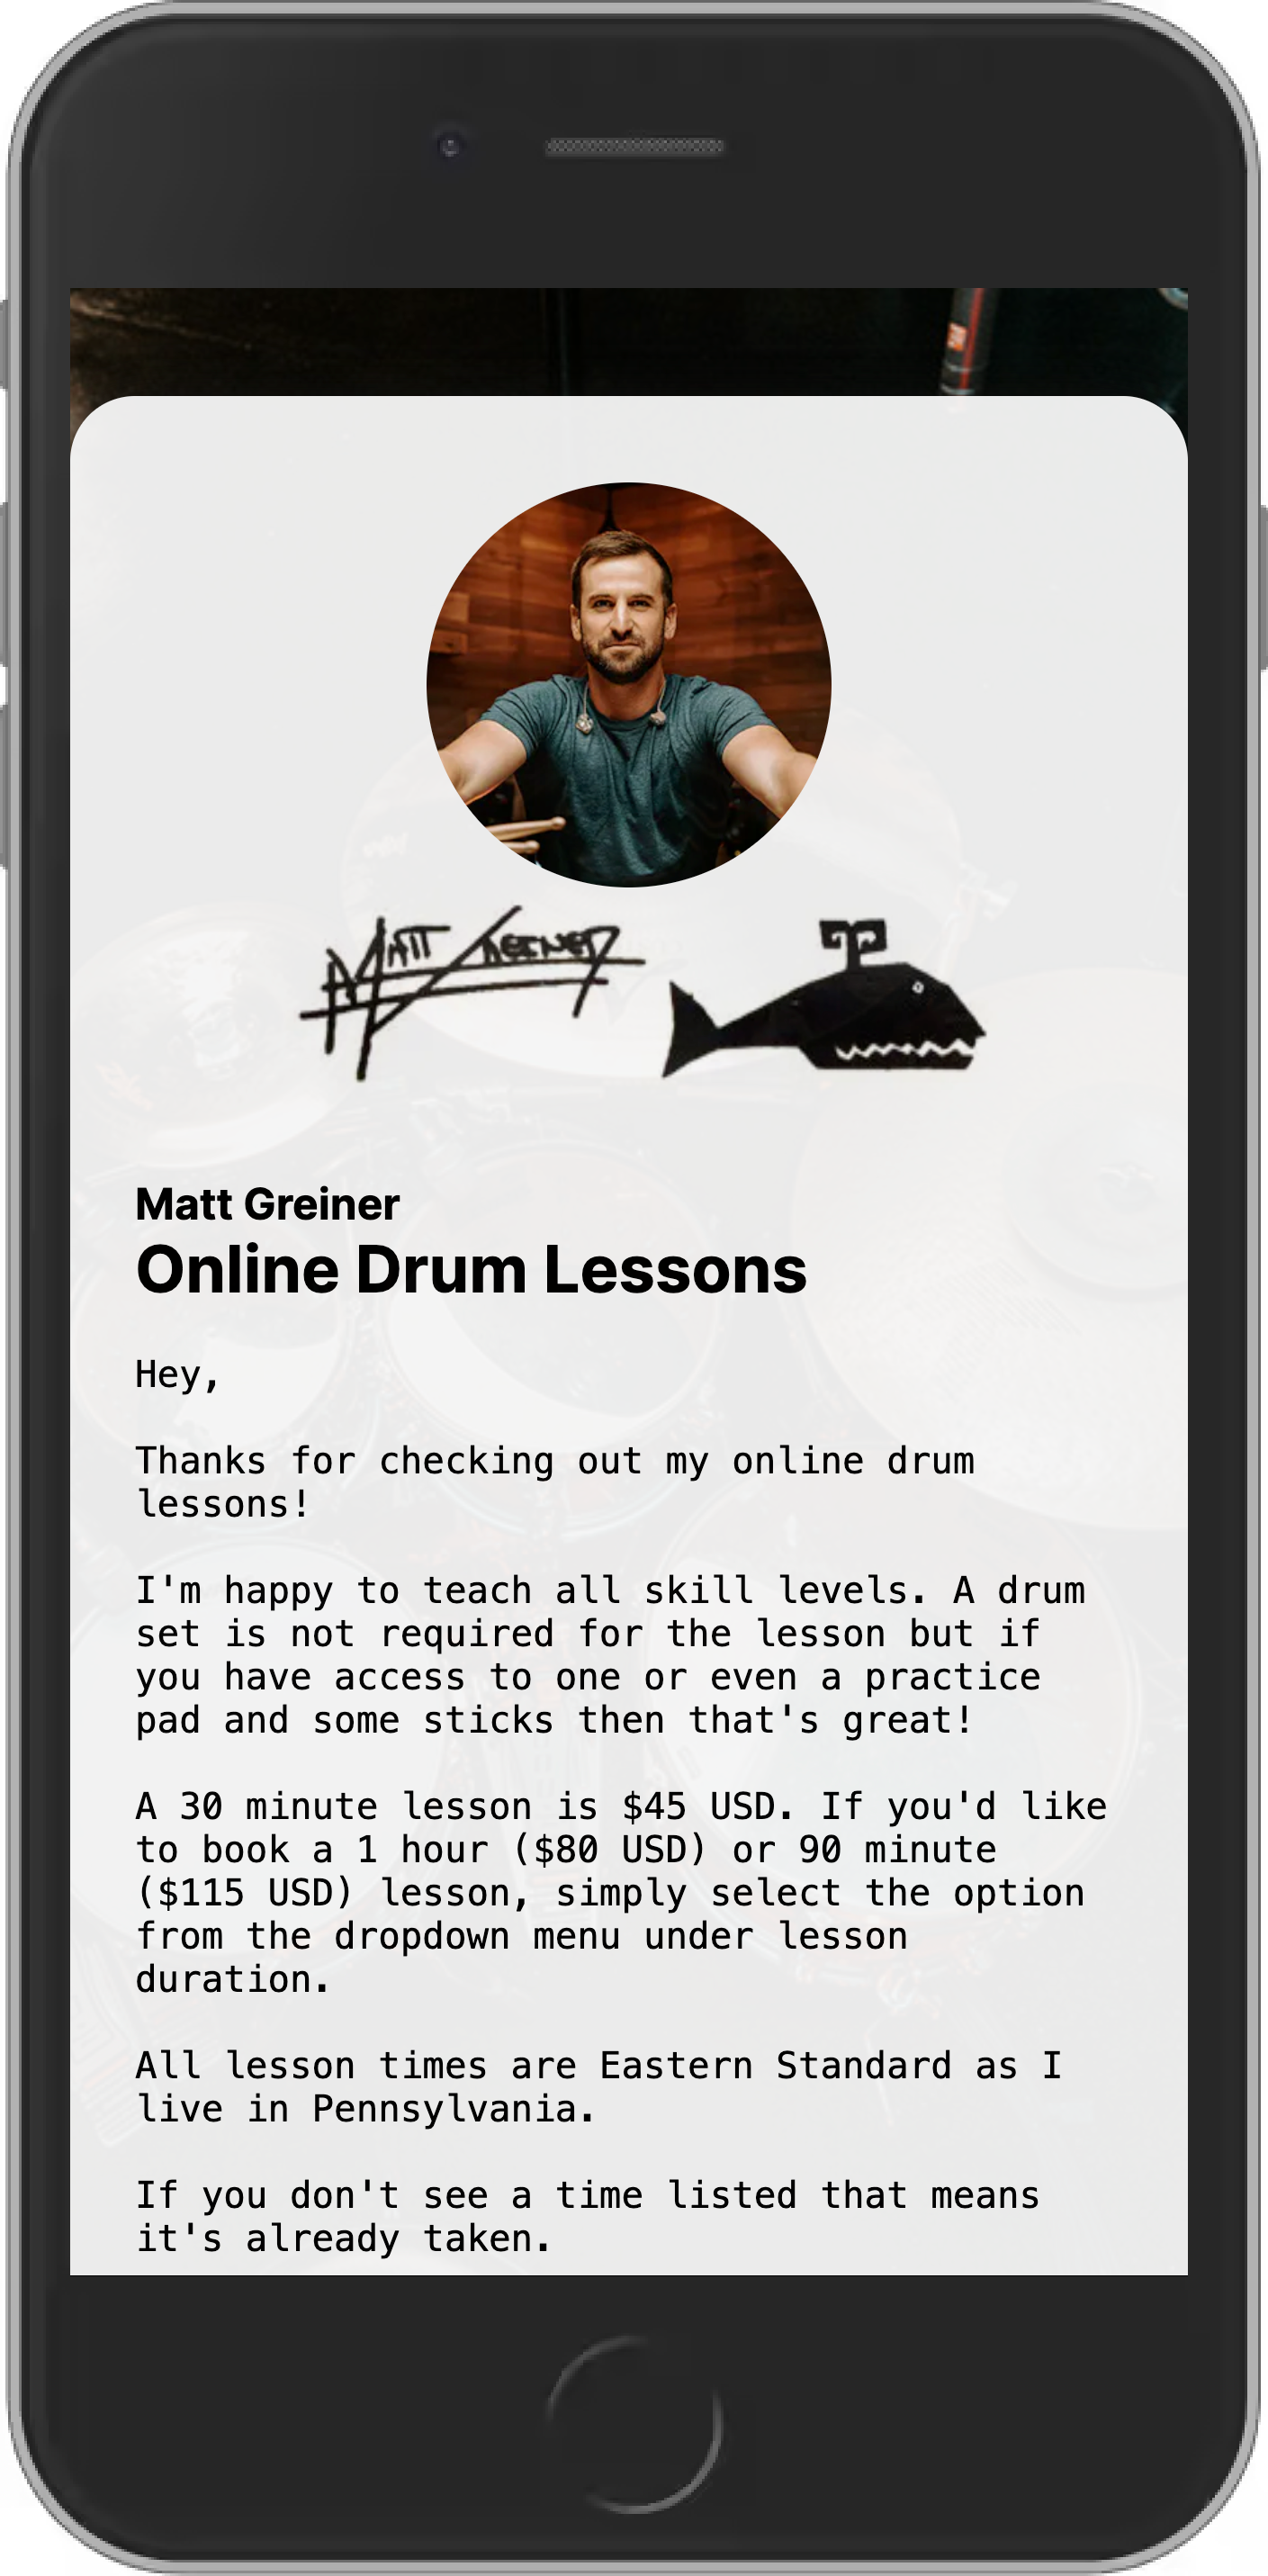 MATT GREINER
Matt Greiner
Online Drum Lessons
Hey,
Thanks for checking out my online drum
lessons!
I'm happy to teach all skill levels. A drum
set is not required for the lesson but if
you have access to one or even a practice
pad and some sticks then that's great!
A 30 minute lesson is $45 USD. If you'd like
to book a 1 hour ($80 USD) or 90 minute
($115 USD) lesson, simply select the option
from the dropdown menu under lesson
duration.
All lesson times are Eastern Standard as I
live in Pennsylvania.
If you don't see a time listed that means
it's already taken.